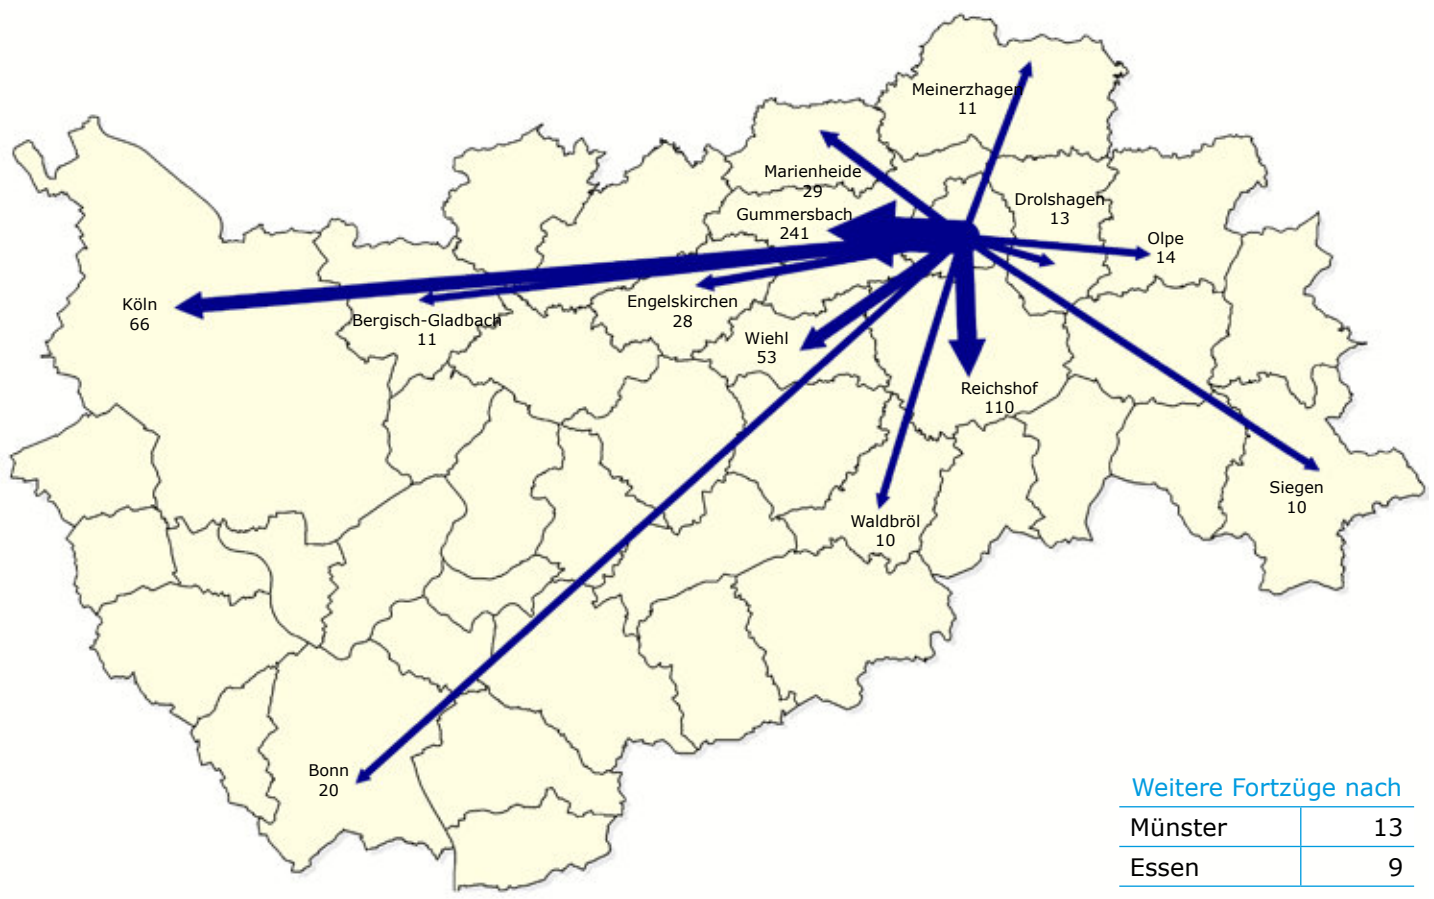 Meinerzhagen
11
Marienheide
29
Drolshagen
13
Gummersbach
241
Olpe
14
Köln
66
Engelskirchen
28
Bergisch-Gladbach
11
Wiehl
53
Reichshof
110
Siegen
10
Waldbröl
10
Bonn
20
Weitere Fortzüge nach
Münster 13
Essen 9